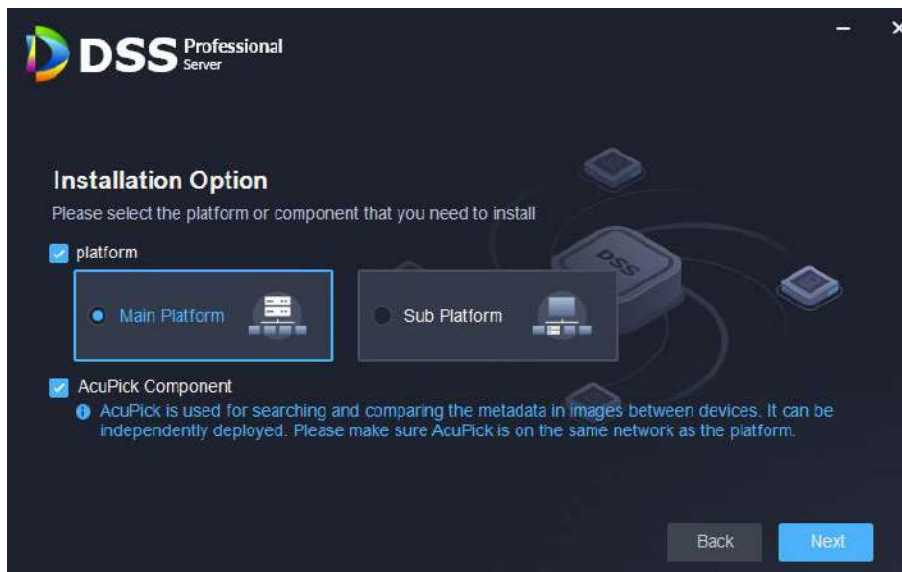 DSS Professional
Server
Installation Option
Please select the platform or component that you need to install
platform
Main Platform
Sub Platform
DSS
AcuPick Component
AcuPick is used for searching and comparing the metadata in images between devices. It can be
independently deployed. Please make sure AcuPick is on the same network as the platform.
Back
Next